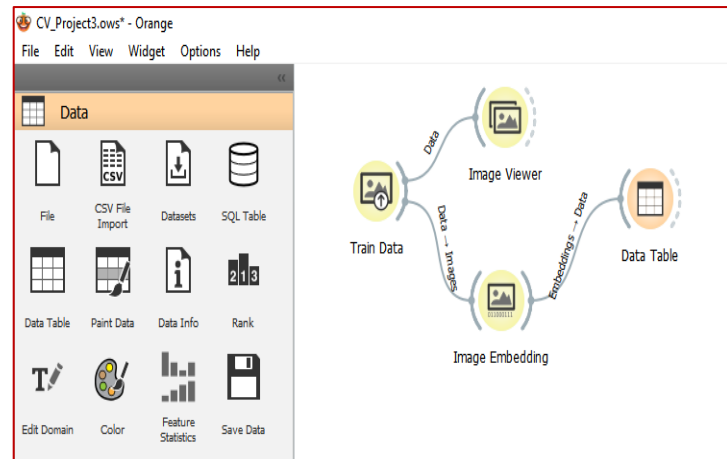 CV_Project3.ows* - Orange
File Edit View Widget Options Help
Data
File
CSV File
Import
Datasets
SQL Table
Data Table
Paint Data
Data Info
Rank
Edit Domain
Color
Feature
Statistics
Save Data
CSV
213
Train Data
Data
Image Viewer
Data → Images
Image Embedding
Embeddings → Data
Data Table